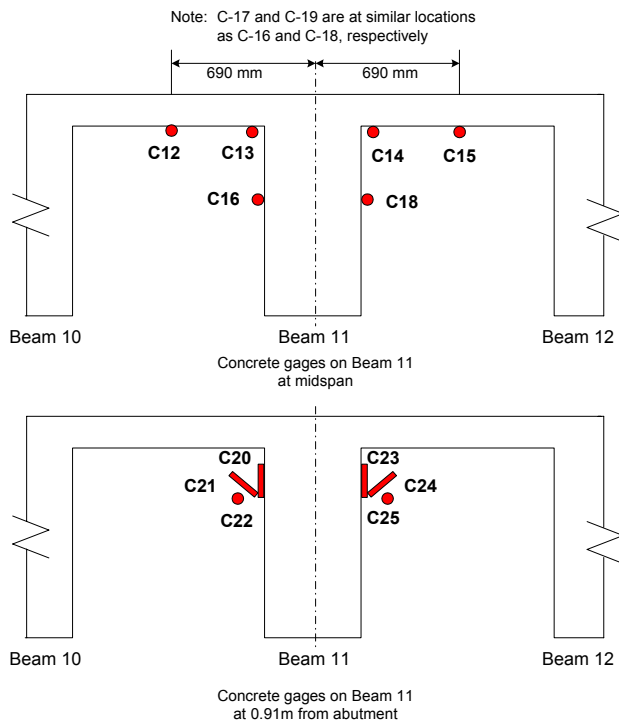 Note: C-17 and C-19 are at similar locations
as C-16 and C-18, respectively
690 mm 690 mm
C12 C13 C14 C15
C16 C18
Beam 10 Beam 11 Beam 12
Concrete gages on Beam 11
at midspan
C20 C23
C21 C24
C22 C25
Beam 10 Beam 11 Beam 12
Concrete gages on Beam 11
at 0.91m from abutment